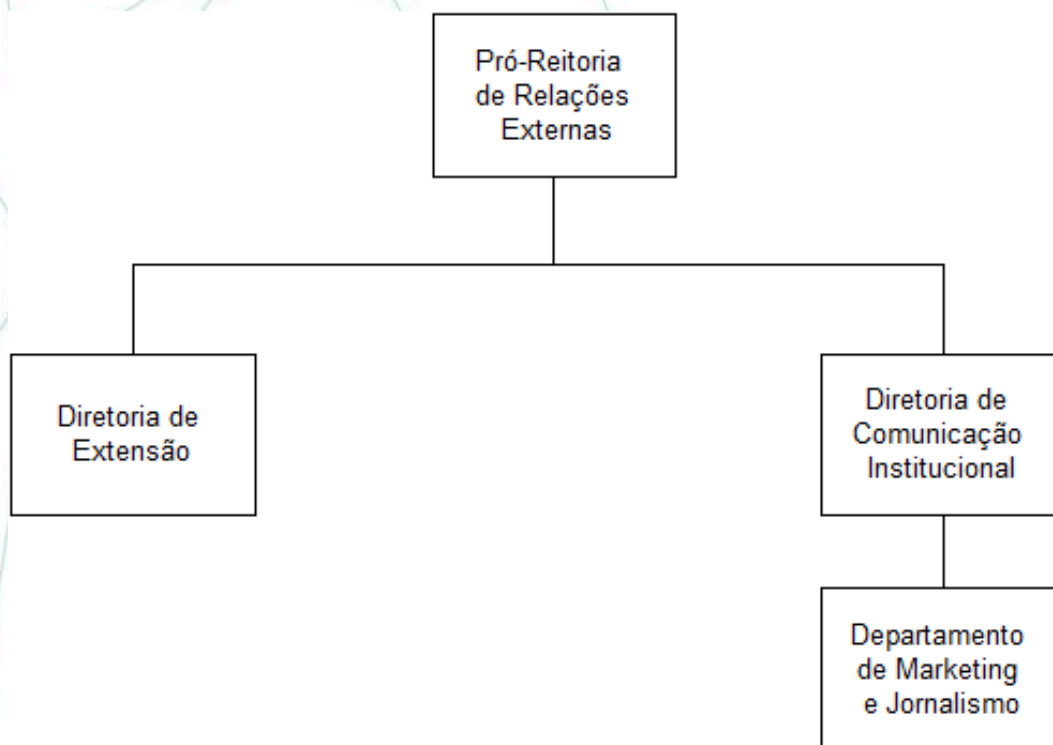 Pró-Reitoria
de Relações
Externas
Diretoria de
Extensão
Diretoria de
Comunicação
Institucional
Departamento
de Marketing
e Jornalismo